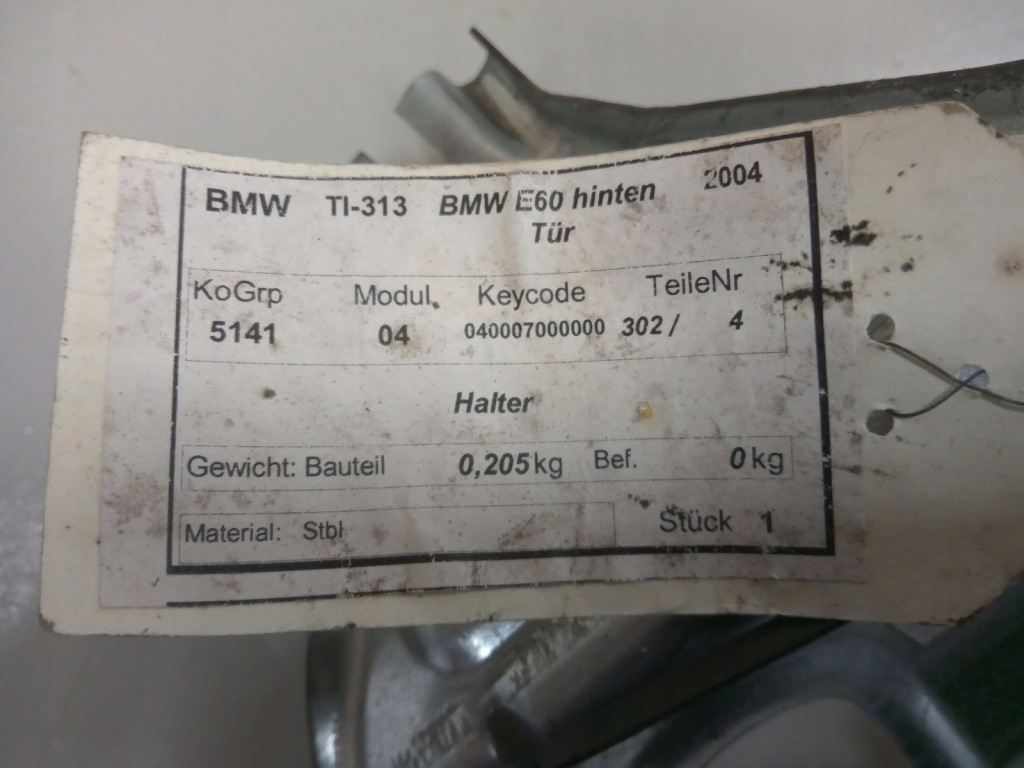 BMW TI-313 BMW E60 hinten 2004
Tür
KoGrp Modul Keycode TeileNr
5141 04 040007000000 302 / 4
Halter
Gewicht: Bauteil 0,205 kg Bef. 0 kg
Material: Stbl Stück 1